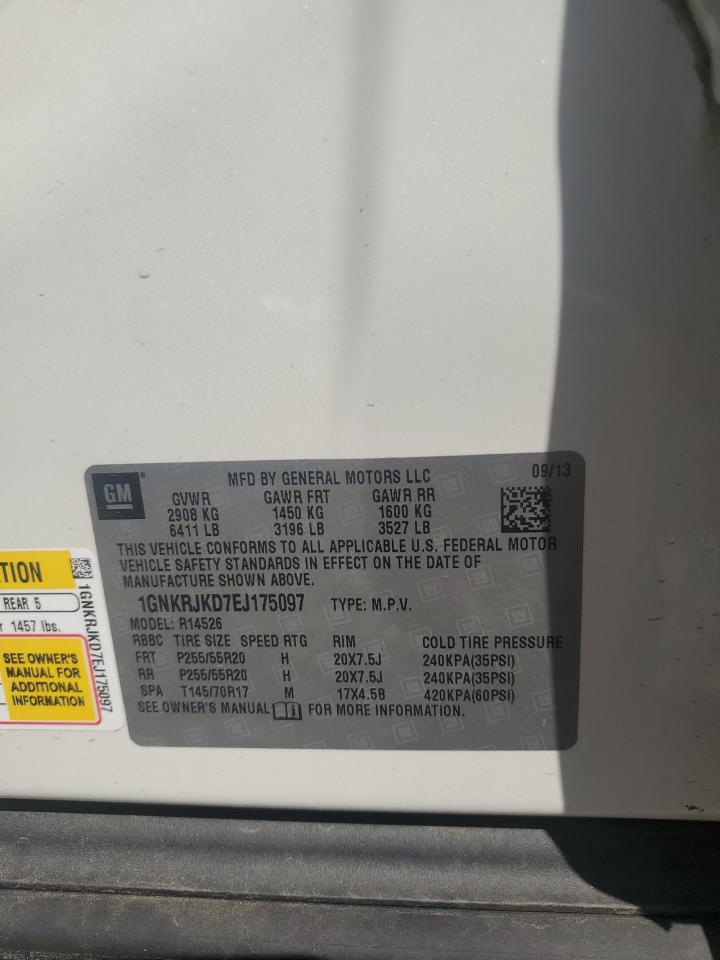 MFD BY GENERAL MOTORS LLC 09/13
GM
GVWR GAWR FRT GAWR RR
2908 KG 1450 KG 1600 KG
6411 LB 3196 LB 3527 LB
THIS VEHICLE CONFORMS TO ALL APPLICABLE U.S. FEDERAL MOTOR
VEHICLE SAFETY STANDARDS IN EFFECT ON THE DATE OF
MANUFACTURE SHOWN ABOVE.
1GNKRJKD7EJ175097 TYPE: M.P.V.
MODEL: R14526
RBBC TIRE SIZE SPEED RTG RIM COLD TIRE PRESSURE
FRT P255/55R20 H 20X7.5J 240KPA(35PSI)
RR P255/55R20 H 20X7.5J 240KPA(35PSI)
SPA T145/70R17 M 17X4.5B 420KPA(60PSI)
SEE OWNER'S MANUAL FOR MORE INFORMATION.
REAR 5
1457 lbs.
SEE OWNER'S
MANUAL FOR
ADDITIONAL
INFORMATION
1GNKRJKD7EJ175097